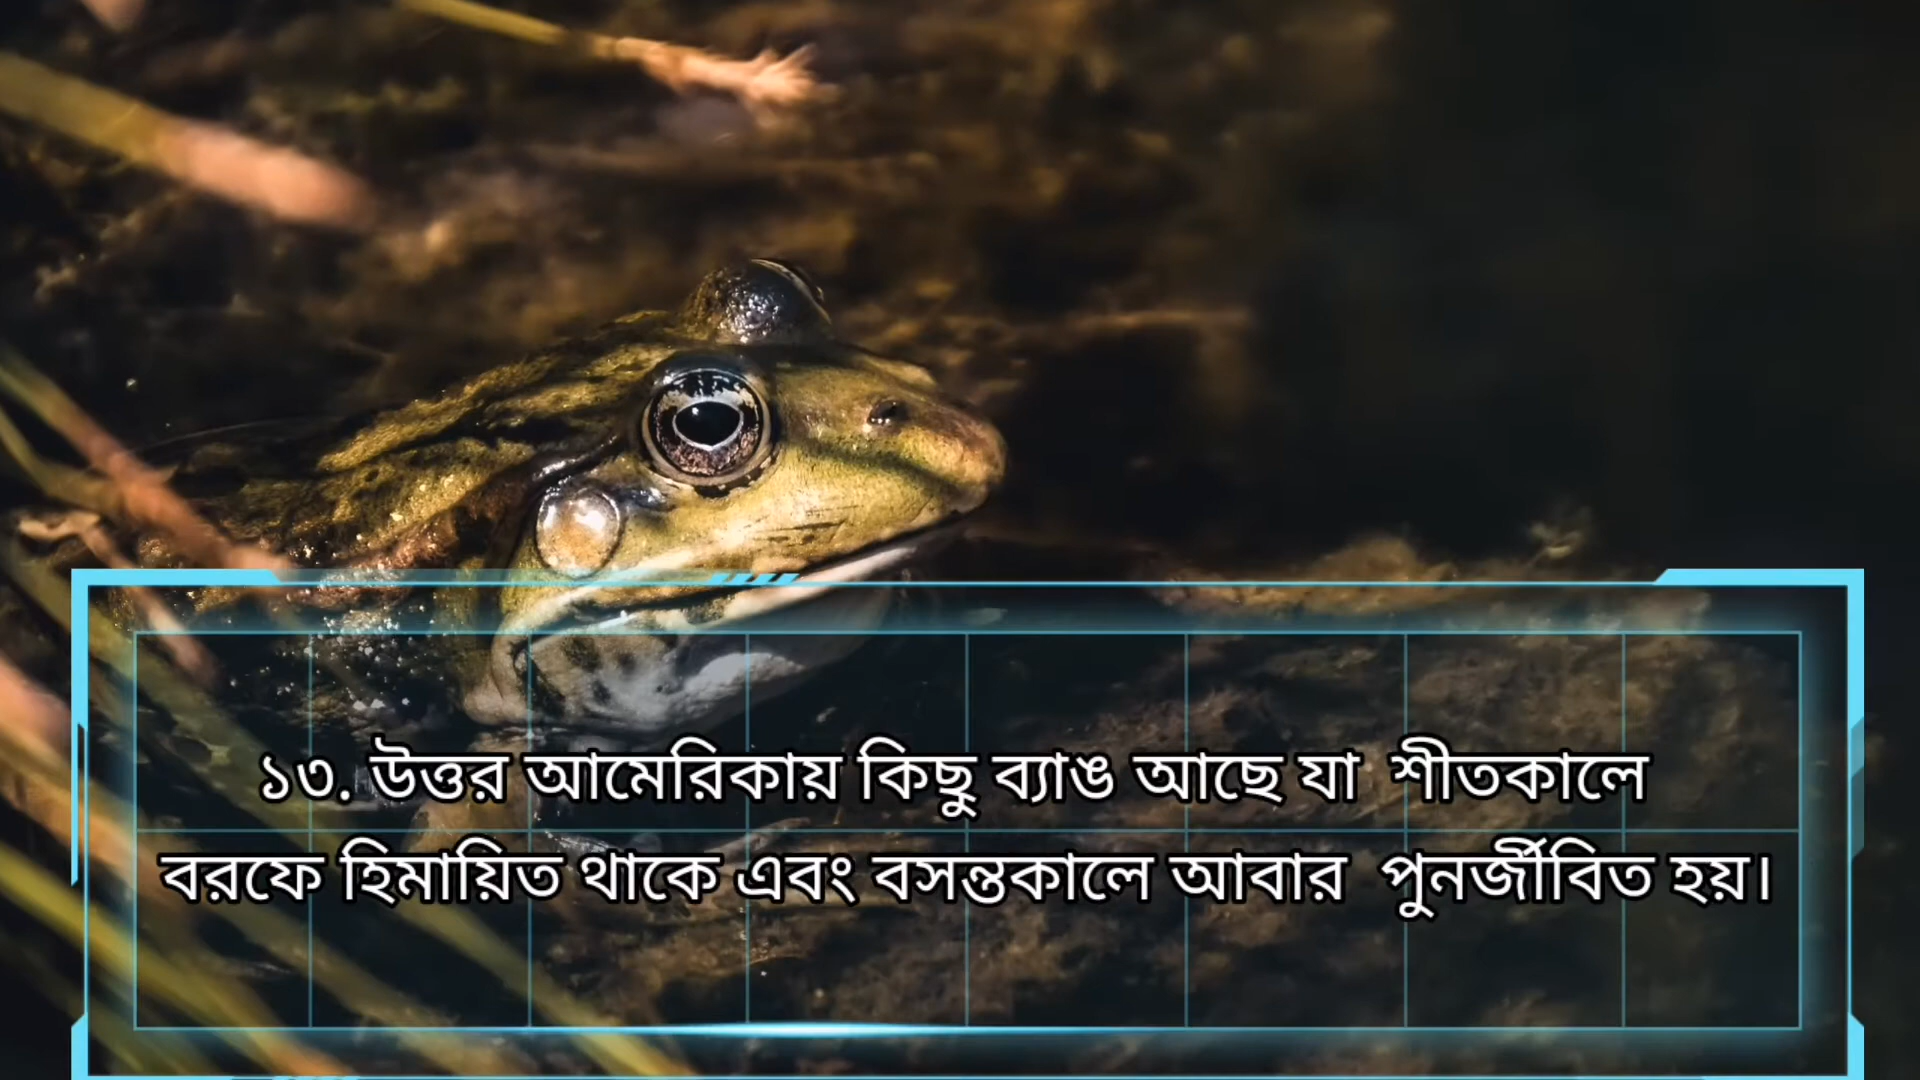 ১৩. উত্তর আমেরিকায় কিছু ব্যাঙ আছে যা শীতকালে
বরফে হিমায়িত থাকে এবং বসন্তকালে আবার পুনর্জীবিত হয়।